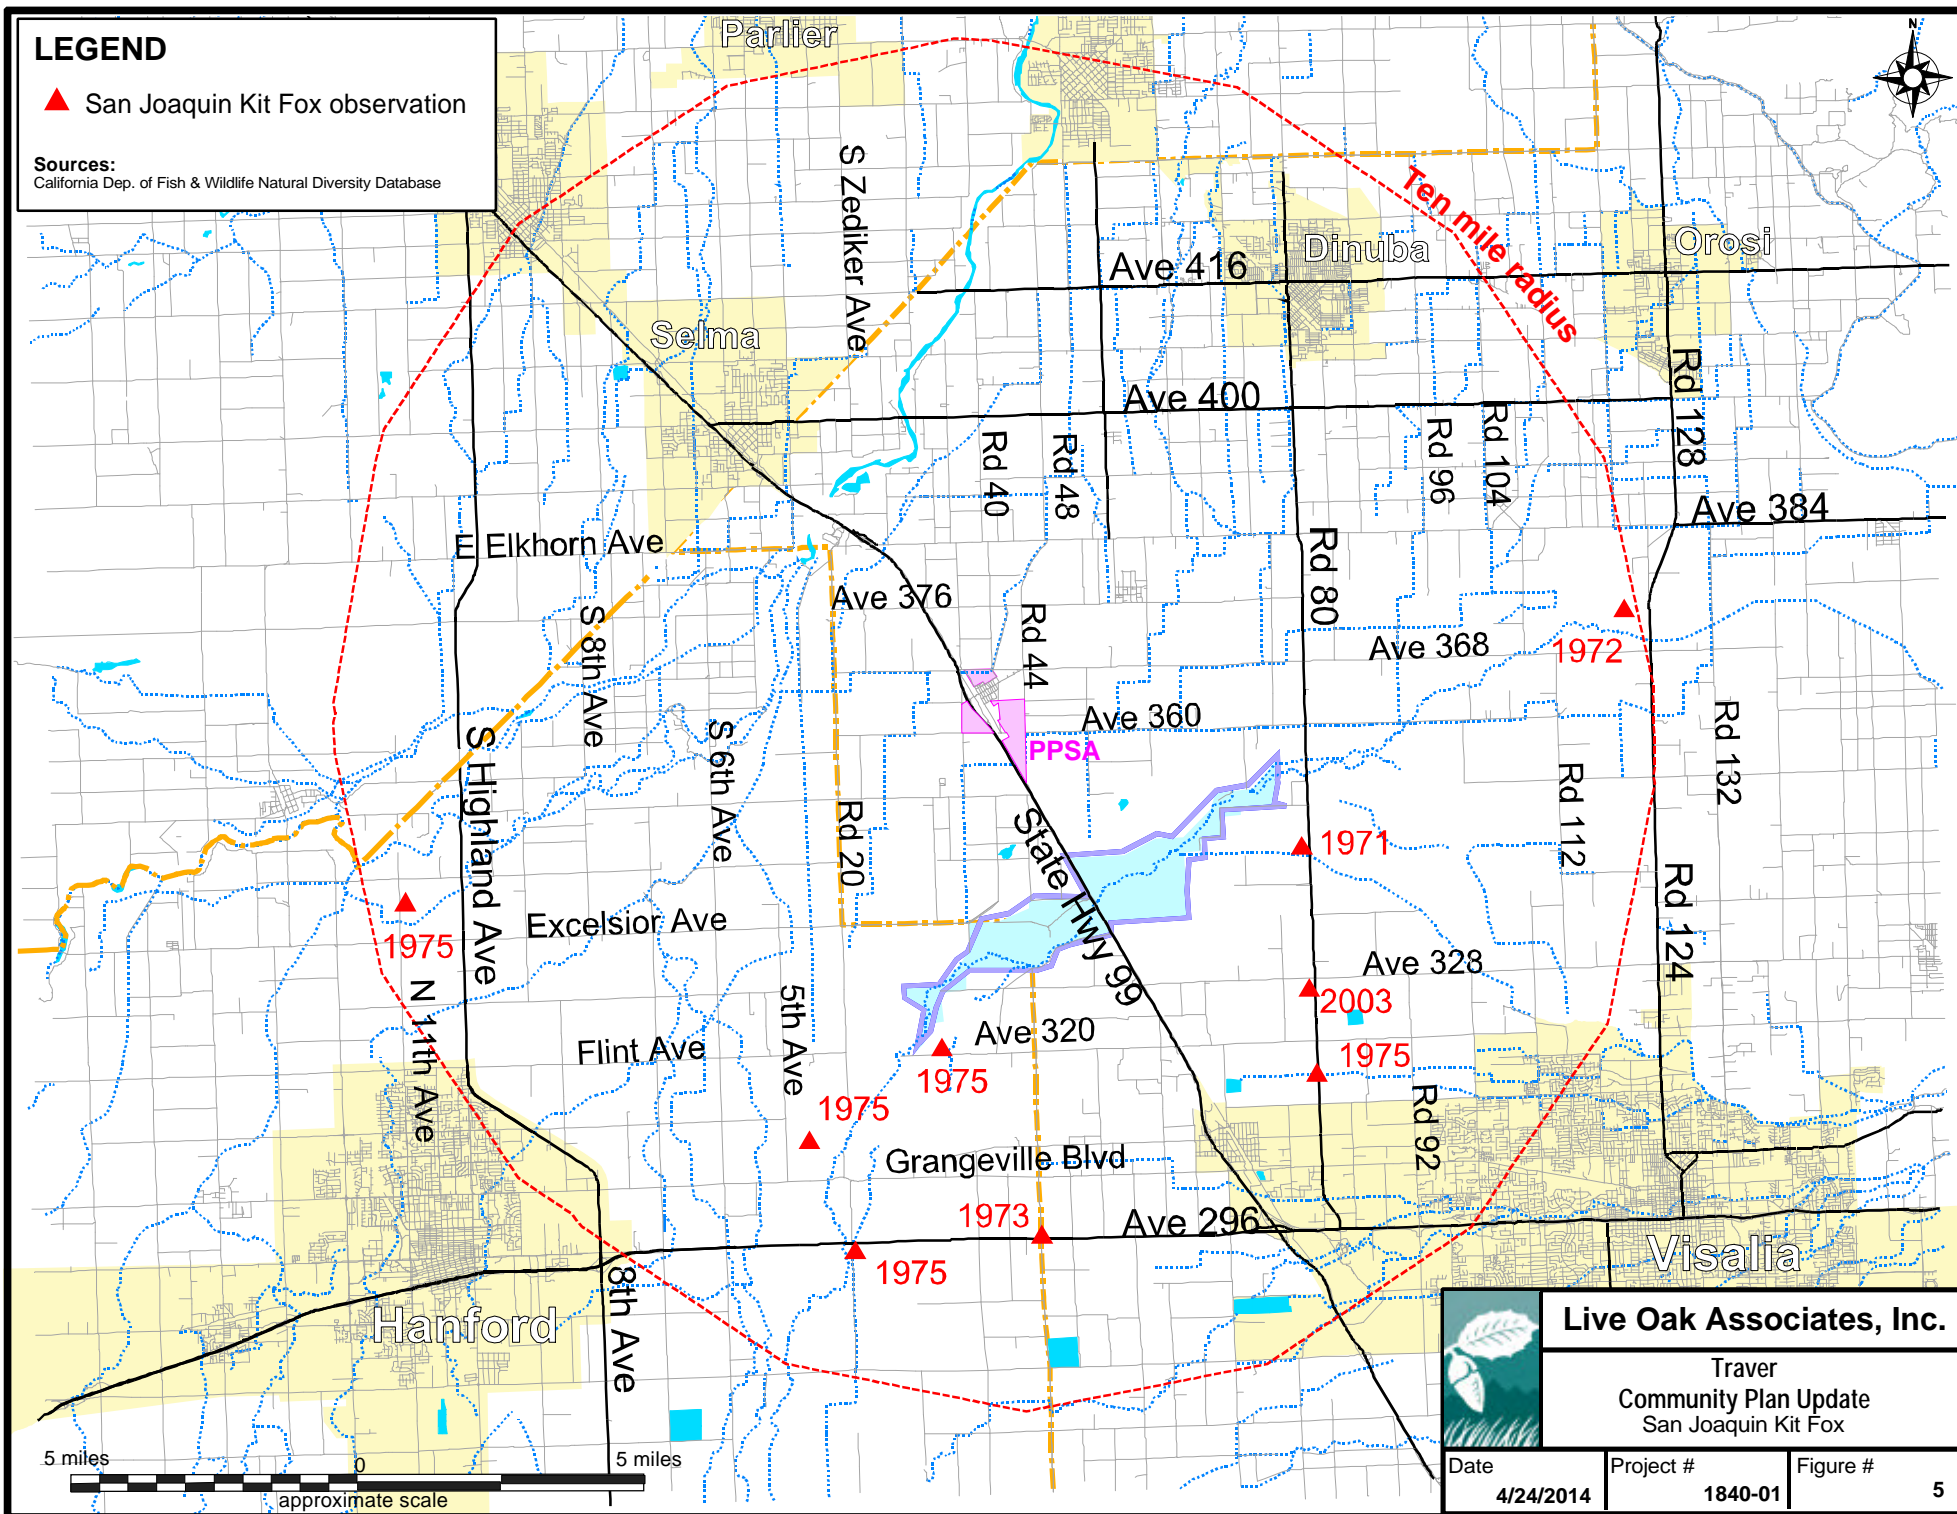 LEGEND
San Joaquin Kit Fox observation
Sources:
California Dep. of Fish & Wildlife Natural Diversity Database
Parlier
N
S Zediker Ave
Ten mile radius
Dinuba
Orosi
Ave 416
Selma
Rd 128
Ave 400
Rd 40
Rd 48
Rd 96
Rd 104
Ave 384
E Elkhorn Ave
Rd 80
Ave 376
S 8th Ave
Rd 44
Ave 368
1972
S Highland Ave
S 6th Ave
Ave 360
PPSA
Rd 132
Rd 112
Rd 20
State Hwy 99
1971
Rd 124
1975
Excelsior Ave
Ave 328
N 11th Ave
5th Ave
2003
Flint Ave
Ave 320
1975
1975
1975
Rd 92
Grangeville Blvd
1973
Ave 296
1975
Visalia
8th Ave
Hanford
5 miles
0
5 miles
approximate scale
Live Oak Associates, Inc.
Traver
Community Plan Update
San Joaquin Kit Fox
Date
4/24/2014
Project #
1840-01
Figure #
5